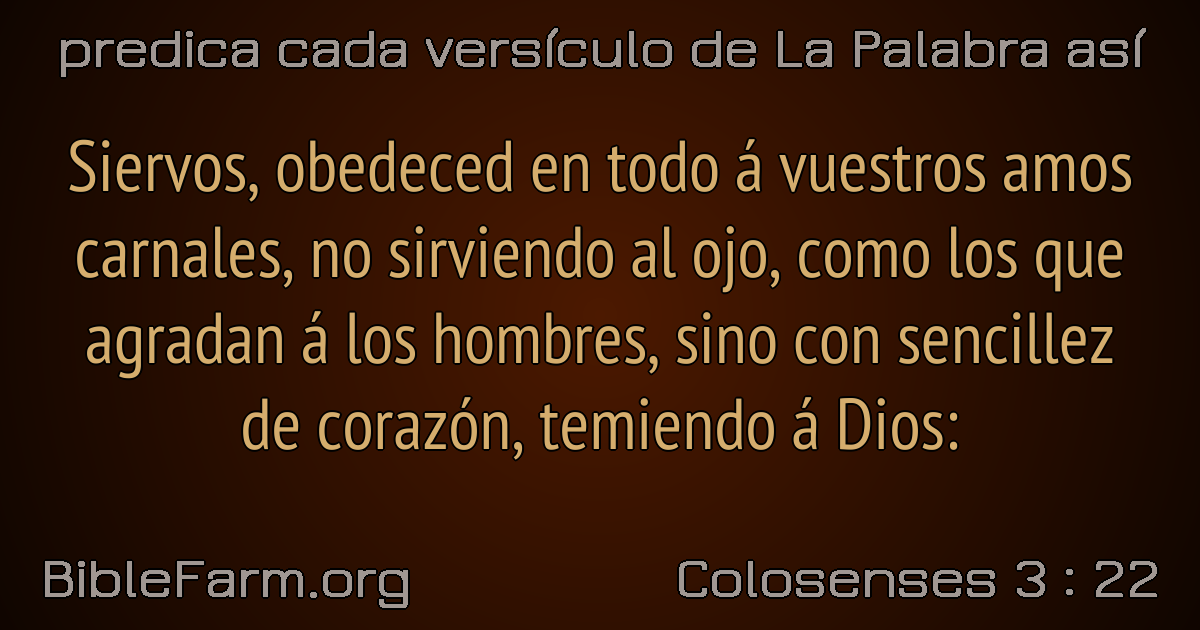 predica cada versículo de La Palabra así
Siervos, obedeced en todo á vuestros amos
carnales, no sirviendo al ojo, como los que
agradan á los hombres, sino con sencillez
de corazón, temiendo á Dios:
BibleFarm.org
Colosenses 3 : 22